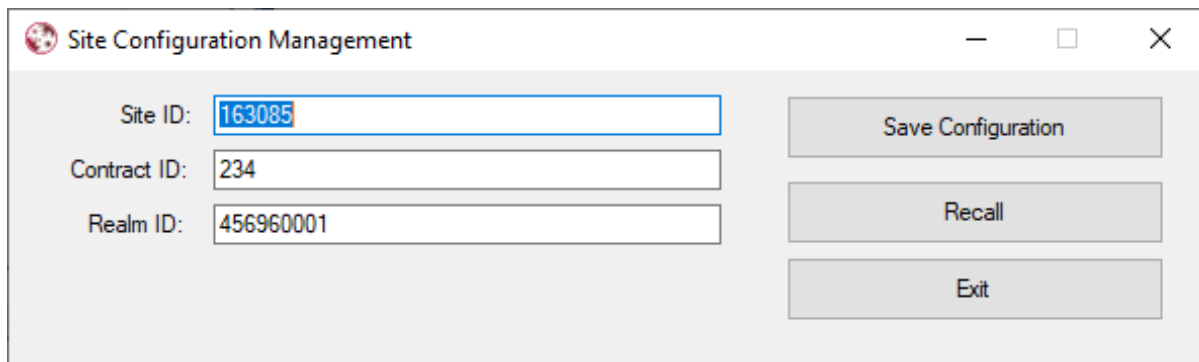 Site Configuration Management
Site ID: 163085
Contract ID: 234
Realm ID: 456960001
Save Configuration
Recall
Exit